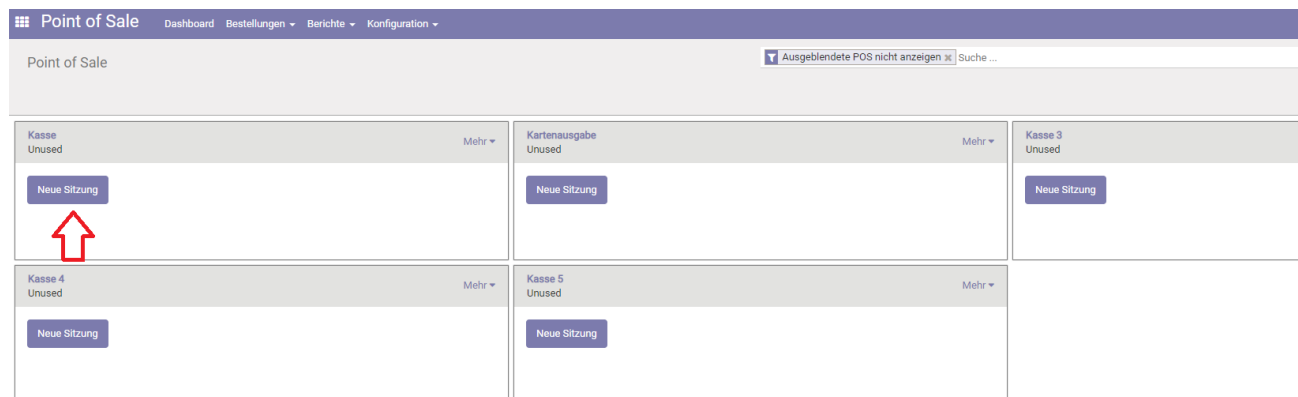 Point of Sale Dashboard Bestellungen Berichte Konfiguration
Point of Sale
Ausgeblendete POS nicht anzeigen Suche ...
Kasse
Unused
Mehr
Neue Sitzung
Kartenausgabe
Unused
Mehr
Neue Sitzung
Kasse 3
Unused
Neue Sitzung
Kasse 4
Unused
Mehr
Neue Sitzung
Kasse 5
Unused
Mehr
Neue Sitzung